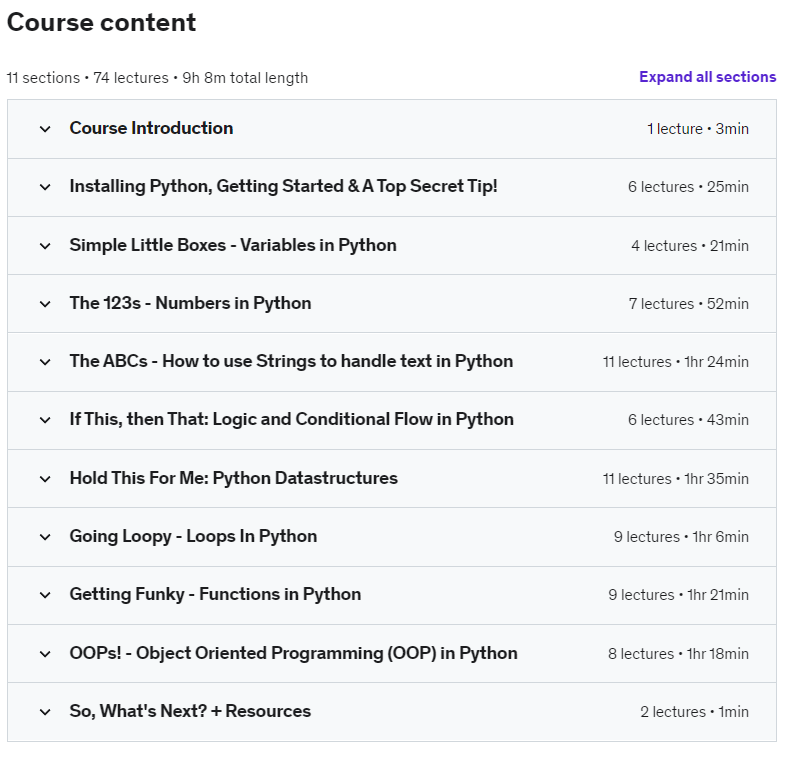 Course content
11 sections • 74 lectures • 9h 8m total length Expand all sections
Course Introduction 1 lecture • 3min
Installing Python, Getting Started & A Top Secret Tip! 6 lectures • 25min
Simple Little Boxes - Variables in Python 4 lectures • 21min
The 123s - Numbers in Python 7 lectures • 52min
The ABCs - How to use Strings to handle text in Python 11 lectures • 1hr 24min
If This, then That: Logic and Conditional Flow in Python 6 lectures • 43min
Hold This For Me: Python Datastructures 11 lectures • 1hr 35min
Going Loopy - Loops In Python 9 lectures • 1hr 6min
Getting Funky - Functions in Python 9 lectures • 1hr 21min
OOPs! - Object Oriented Programming (OOP) in Python 8 lectures • 1hr 18min
So, What's Next? + Resources 2 lectures • 1min